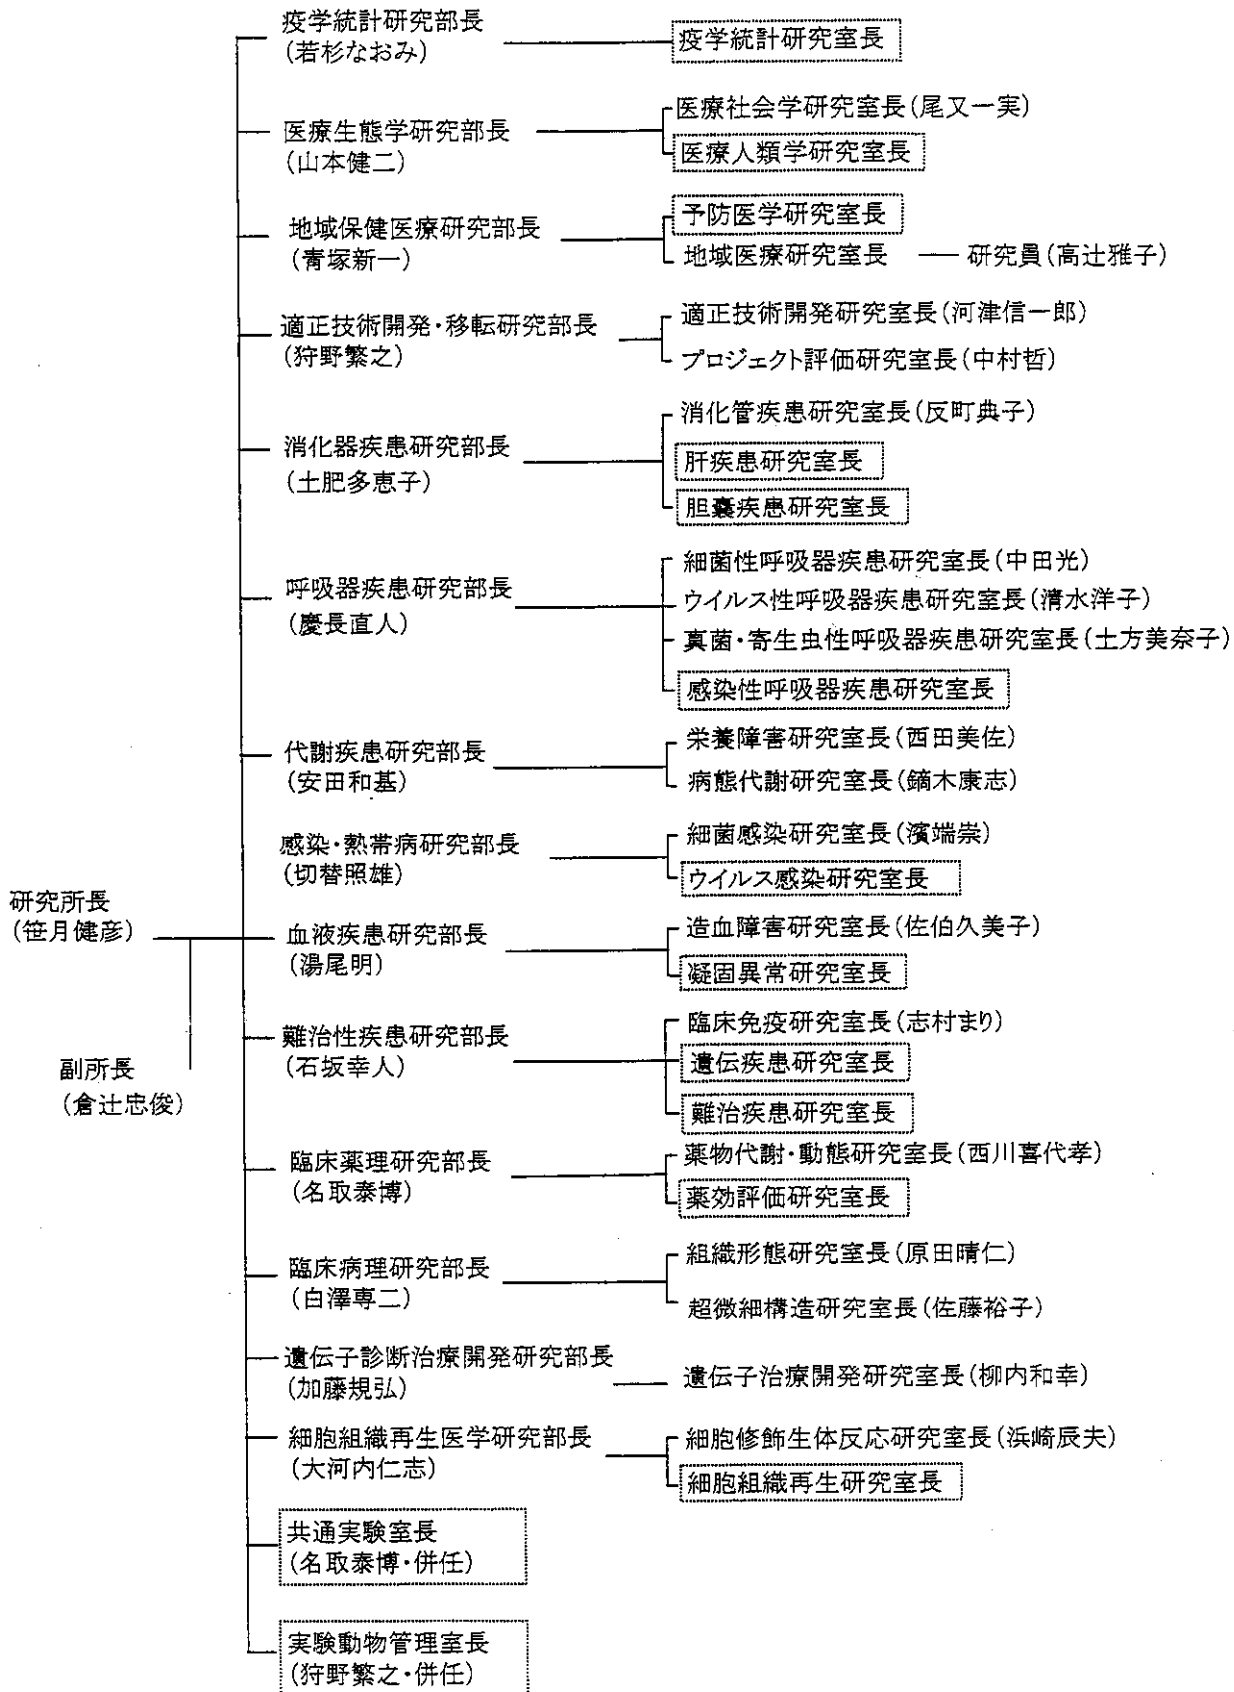 疫学統計研究部長
(若杉なおみ)
疫学統計研究室長
医療生態学研究部長
(山本健二)
医療社会学研究室長(尾又一実)
医療人類学研究室長
地域保健医療研究部長
(青塚新一)
予防医学研究室長
地域医療研究室長
研究員(高辻雅子)
適正技術開発・移転研究部長
(狩野繁之)
適正技術開発研究室長(河津信一郎)
プロジェクト評価研究室長(中村哲)
消化器疾患研究部長
(土肥多恵子)
消化管疾患研究室長(反町典子)
肝疾患研究室長
胆嚢疾患研究室長
呼吸器疾患研究部長
(慶長直人)
細菌性呼吸器疾患研究室長(中田光)
ウイルス性呼吸器疾患研究室長(清水洋子)
真菌・寄生虫性呼吸器疾患研究室長(土方美奈子)
感染性呼吸器疾患研究室長
代謝疾患研究部長
(安田和基)
栄養障害研究室長(西田美佐)
病態代謝研究室長(鏑木康志)
感染・熱帯病研究部長
(切替照雄)
細菌感染研究室長(濱端崇)
ウイルス感染研究室長
研究所長
(笹月健彦)
副所長
(倉辻忠俊)
血液疾患研究部長
(湯尾明)
造血障害研究室長(佐伯久美子)
凝固異常研究室長
難治性疾患研究部長
(石坂幸人)
臨床免疫研究室長(志村まり)
遺伝疾患研究室長
難治疾患研究室長
臨床薬理研究部長
(名取泰博)
薬物代謝・動態研究室長(西川喜代孝)
薬効評価研究室長
臨床病理研究部長
(白澤専二)
組織形態研究室長(原田晴仁)
超微細構造研究室長(佐藤裕子)
遺伝子診断治療開発研究部長
(加藤規弘)
遺伝子治療開発研究室長(柳内和幸)
細胞組織再生医学研究部長
(大河内仁志)
細胞修飾生体反応研究室長(浜崎辰夫)
細胞組織再生研究室長
共通実験室長
(名取泰博・併任)
実験動物管理室長
(狩野繁之・併任)